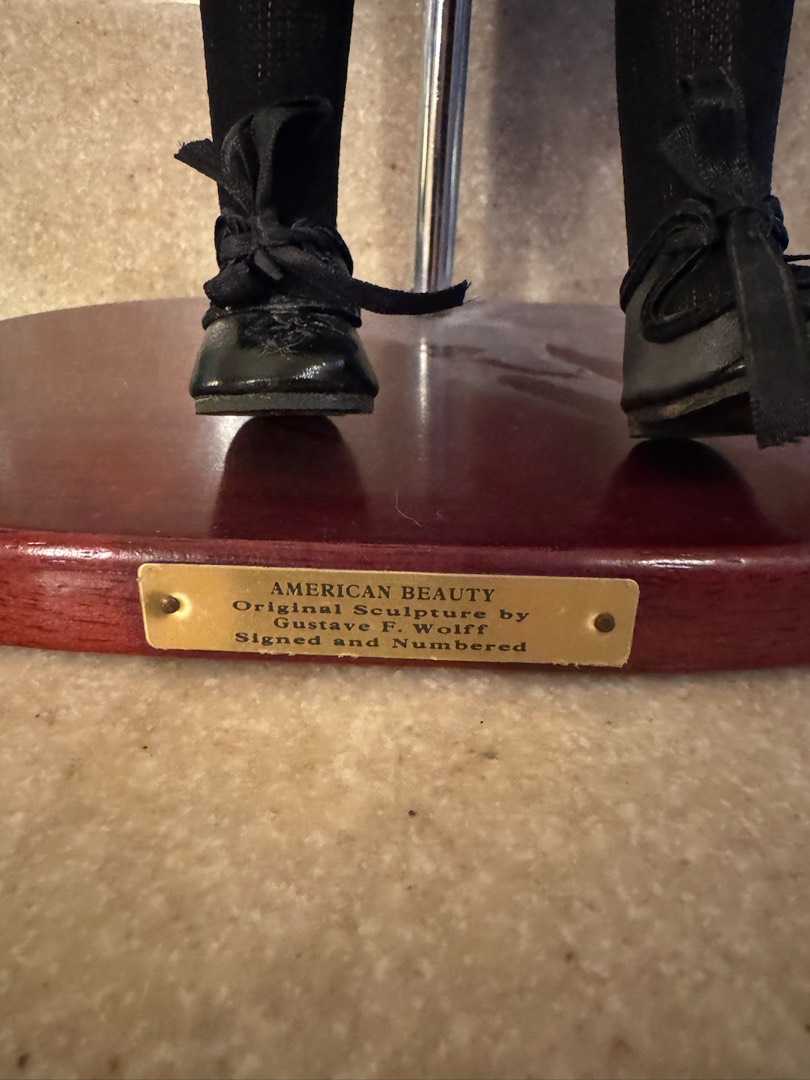 AMERICAN BEAUTY
Original Sculpture by
Gustave F. Wolff
Signed and Numbered